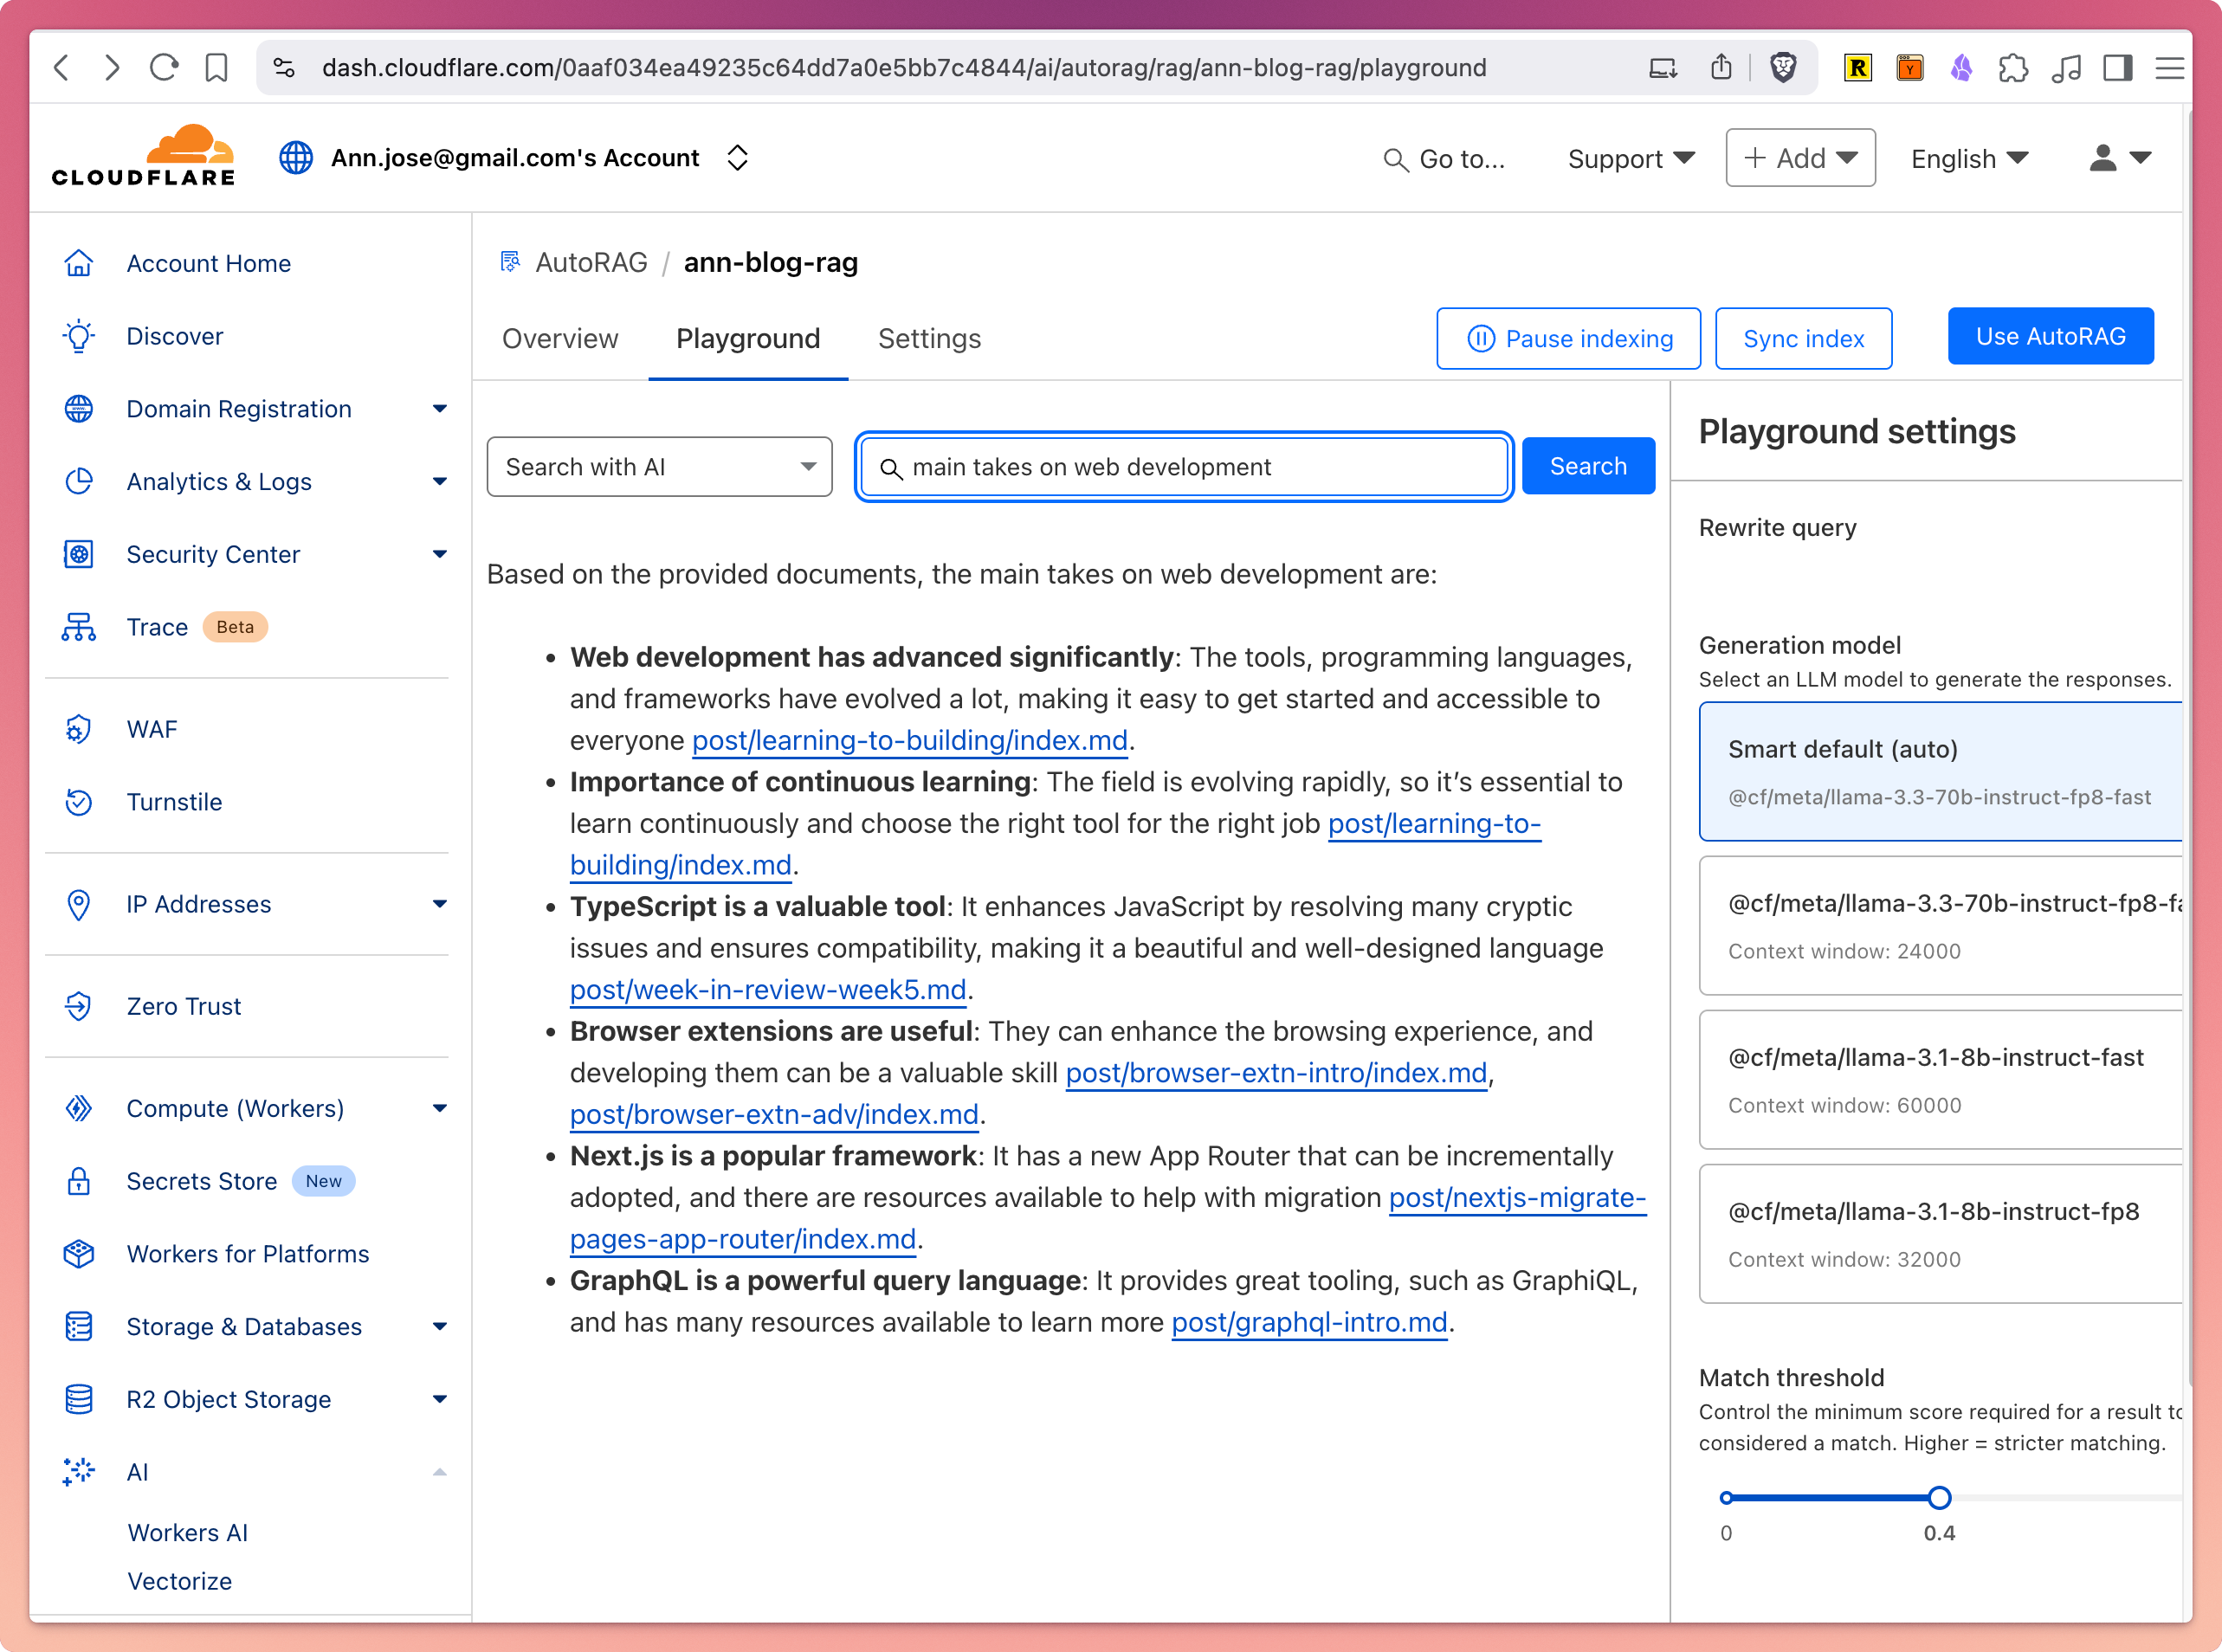 dash.cloudflare.com/0aaf034ea49235c64dd7a0e5bb7c4844/ai/autorag/rag/ann-blog-rag/playground
CLOUDFLARE
Ann.jose@gmail.com's Account
Go to...
Support
+ Add
English
Account Home
Discover
Domain Registration
Analytics & Logs
Security Center
Trace Beta
WAF
Turnstile
IP Addresses
Zero Trust
Compute (Workers)
Secrets Store New
Workers for Platforms
Storage & Databases
R2 Object Storage
AI
Workers AI
Vectorize
AutoRAG / ann-blog-rag
Overview Playground Settings
Pause indexing
Sync index
Use AutoRAG
Search with AI
main takes on web development
Search
Based on the provided documents, the main takes on web development are:
• Web development has advanced significantly: The tools, programming languages,
and frameworks have evolved a lot, making it easy to get started and accessible to
everyone post/learning-to-building/index.md.
• Importance of continuous learning: The field is evolving rapidly, so it's essential to
learn continuously and choose the right tool for the right job post/learning-to-
building/index.md.
• TypeScript is a valuable tool: It enhances JavaScript by resolving many cryptic
issues and ensures compatibility, making it a beautiful and well-designed language
post/week-in-review-week5.md.
• Browser extensions are useful: They can enhance the browsing experience, and
developing them can be a valuable skill post/browser-extn-intro/index.md,
post/browser-extn-adv/index.md.
• Next.js is a popular framework: It has a new App Router that can be incrementally
adopted, and there are resources available to help with migration post/nextjs-migrate-
pages-app-router/index.md.
• GraphQL is a powerful query language: It provides great tooling, such as GraphiQL,
and has many resources available to learn more post/graphql-intro.md.
Playground settings
Rewrite query
Generation model
Select an LLM model to generate the responses.
Smart default (auto)
@cf/meta/llama-3.3-70b-instruct-fp8-fast
@cf/meta/llama-3.3-70b-instruct-fp8-fa
Context window: 24000
@cf/meta/llama-3.1-8b-instruct-fast
Context window: 60000
@cf/meta/llama-3.1-8b-instruct-fp8
Context window: 32000
Match threshold
Control the minimum score required for a result to
considered a match. Higher = stricter matching.
0
0.4